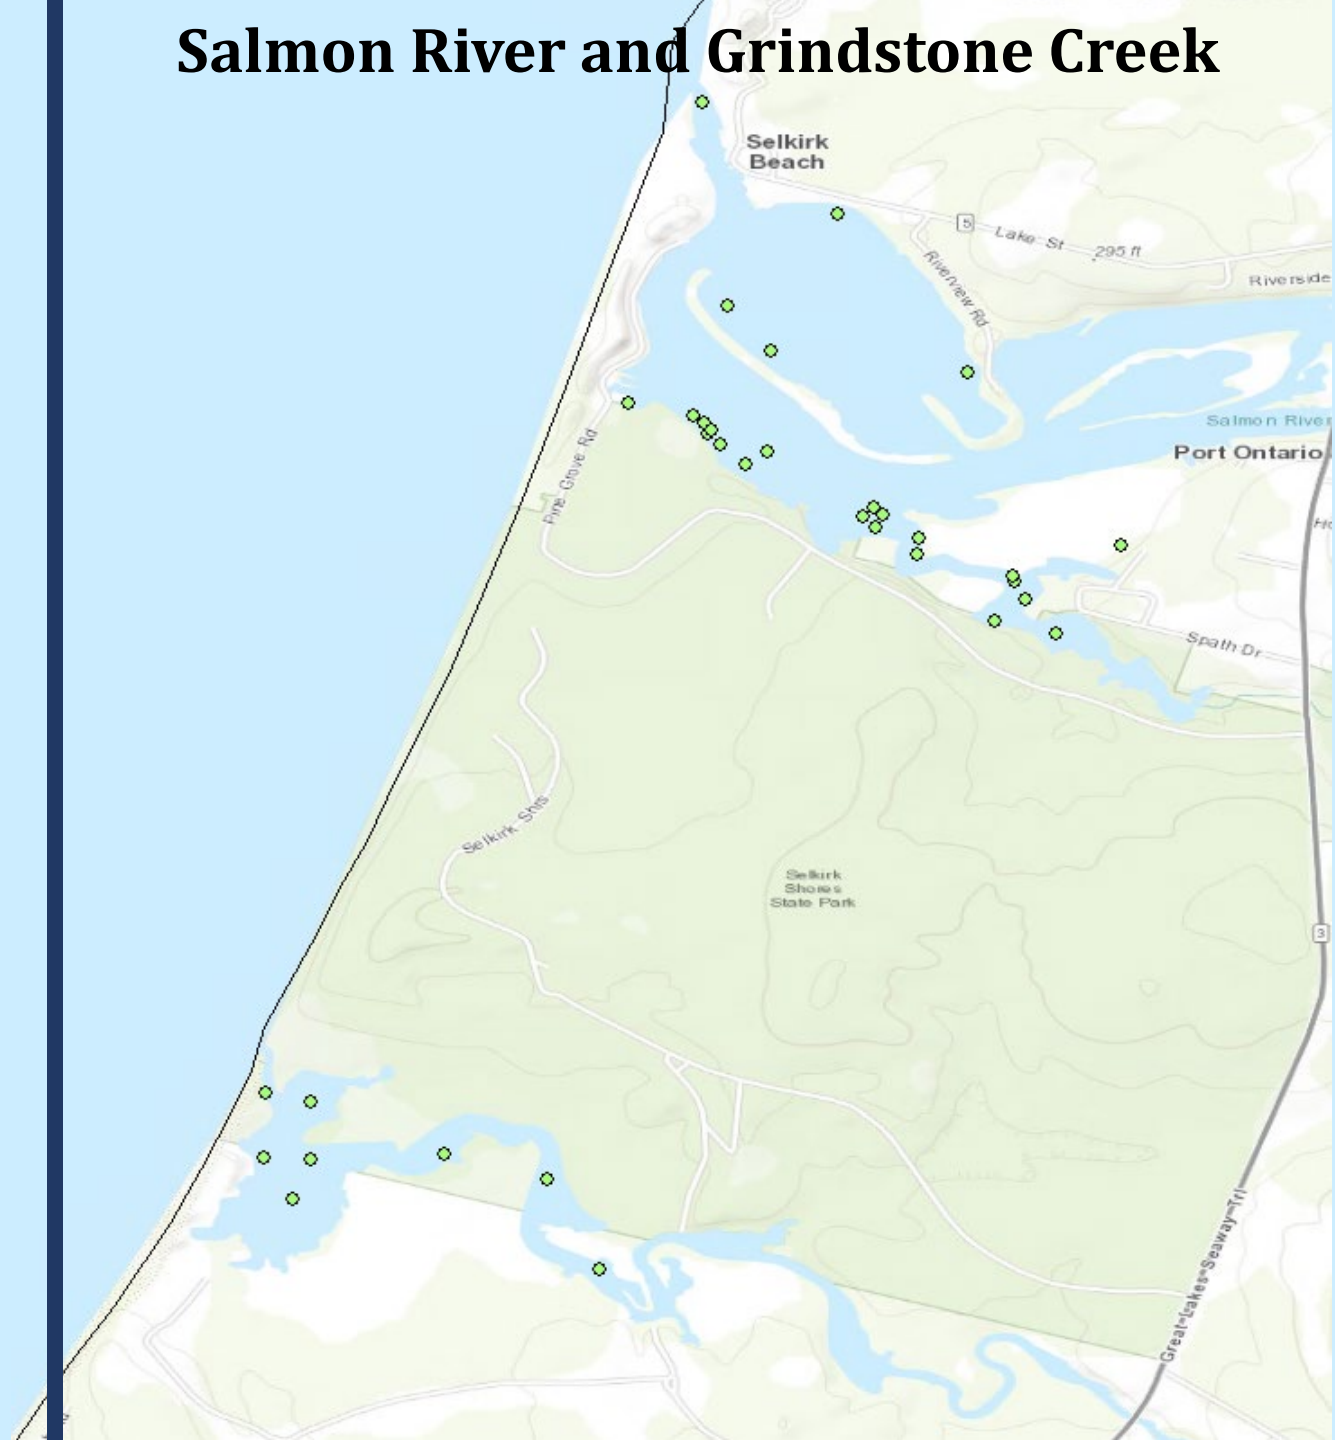 Salmon River and Grindstone Creek
Selkirk
Beach
5
Lake St
295 ft
Riverview Rd
Riverside
Salmon River
Port Ontario
Pine Grove Rd
Spath Dr
Selkirk Shrs
Selkirk
Shores
State Park
3
Great Lakes Seaway Trl